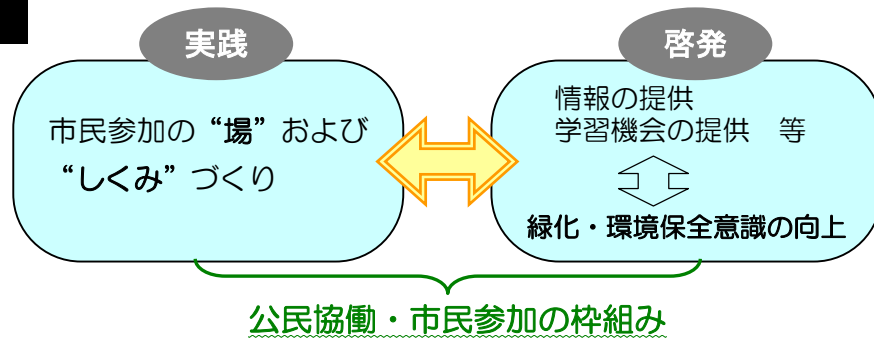 実践
市民参加の“場”および
“しくみ”づくり
啓発
情報の提供
学習機会の提供　等
緑化・環境保全意識の向上
公民協働・市民参加の枠組み